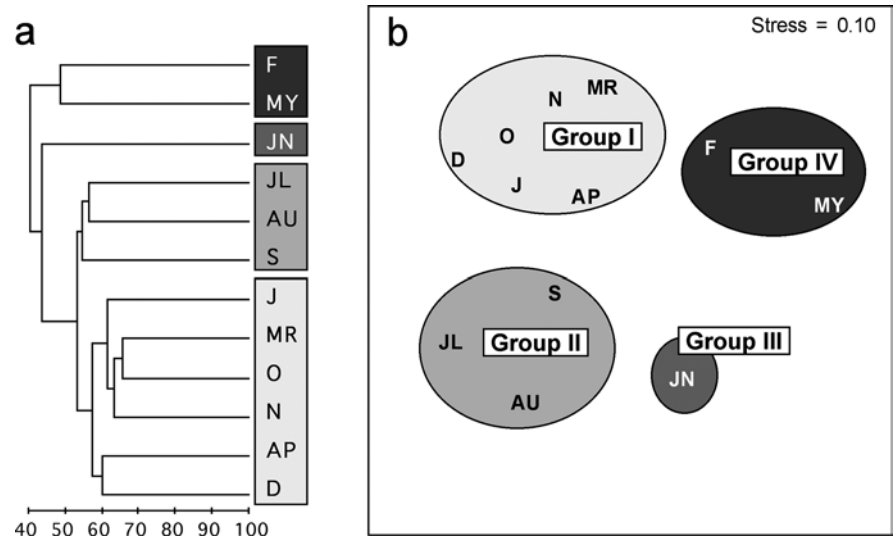 a
F
MY
JN
JL
AU
S
J
MR
O
N
AP
D
40 50 60 70 80 90 100
b
Stress = 0.10
MR
N
O
Group I
D
J
AP
F
Group IV
MY
S
JL
Group II
AU
Group III
JN